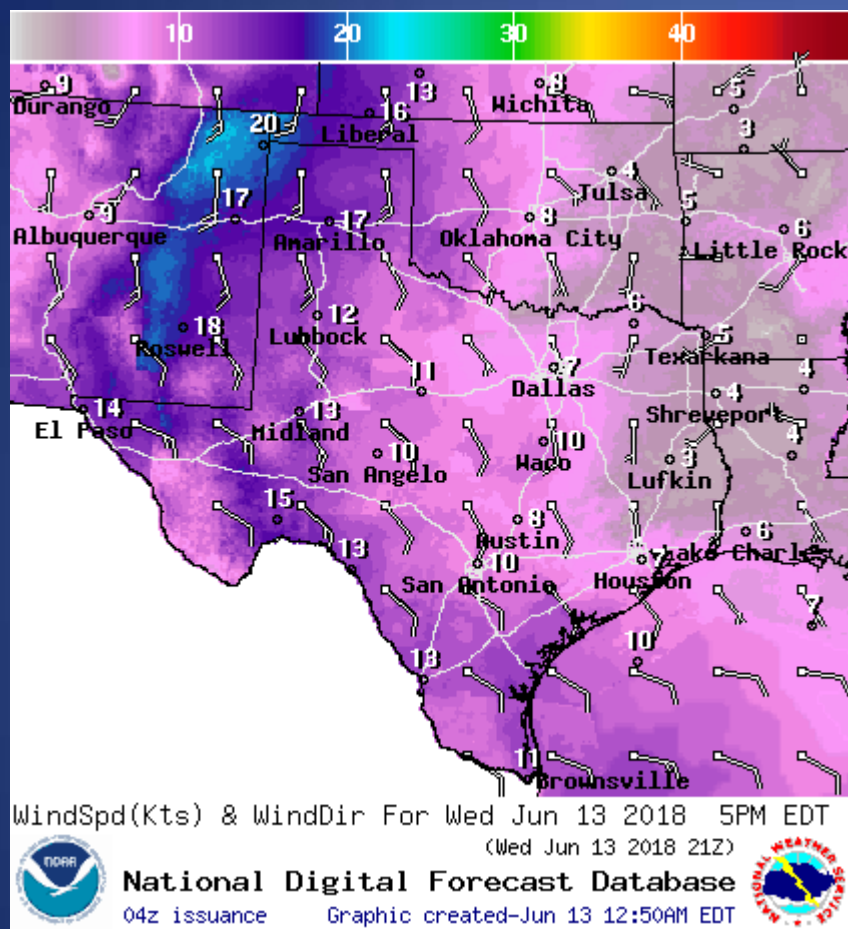 10 20 30 40
9 13 8 5
Durango Wichita
16
Liberal
20 3
4
Tulsa
9 17 17 8 5 6
Albuquerque Amarillo Oklahoma City Little Rock
18 12 6
Roswell Lubbock 5
Texarkana
7
11 Dallas 4 4
14 13 Shreveport
El Paso Midland
10 10 4
San Angelo Waco 3
Lufkin
15 8 6
Austin Lake Charles
13 10 7
San Antonio Houston
7
10
13
11
Brownsville
WindSpd(Kts) & WindDir For Wed Jun 13 2018 5PM EDT
(Wed Jun 13 2018 21Z)
National Digital Forecast Database
04z issuance Graphic created-Jun 13 12:50AM EDT
NOAA
NATIONAL WEATHER SERVICE